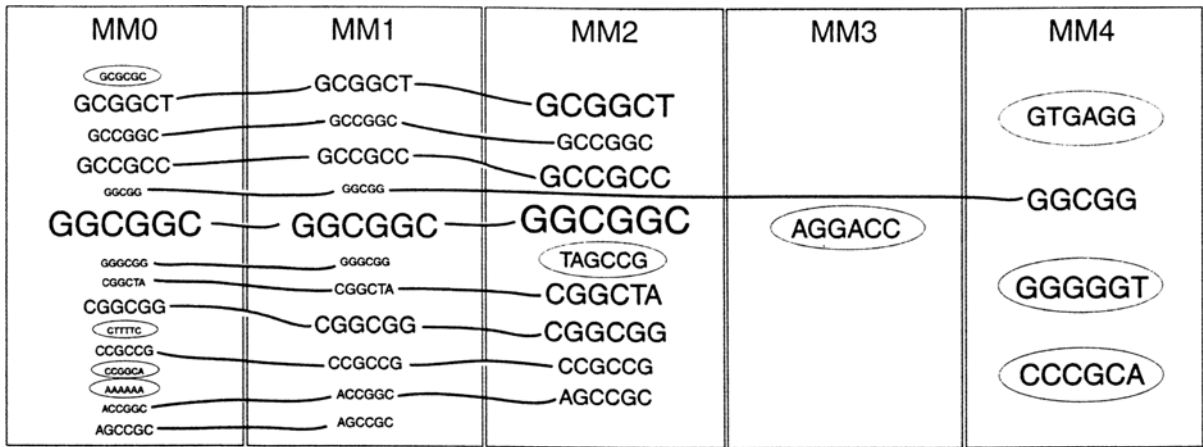 MM0
GCGCGC
GCGGCT
GCCGGC
GCCGCC
GGCGG
GGCGGC
GGGCGG
CGGCTA
CGGCGG
CTTTTC
CCGCCG
CCGGCA
AAAAAA
ACCGGC
AGCCGC
MM1
GCGGCT
GCCGGC
GCCGCC
GGCGG
GGCGGC
GGGCGG
CGGCTA
CGGCGG
CCGCCG
ACCGGC
AGCCGC
MM2
GCGGCT
GCCGGC
GCCGCC
GGCGGC
TAGCCG
CGGCTA
CGGCGG
CCGCCG
AGCCGC
MM3
AGGACC
MM4
GTGAGG
GGCGG
GGGGGT
CCCGCA